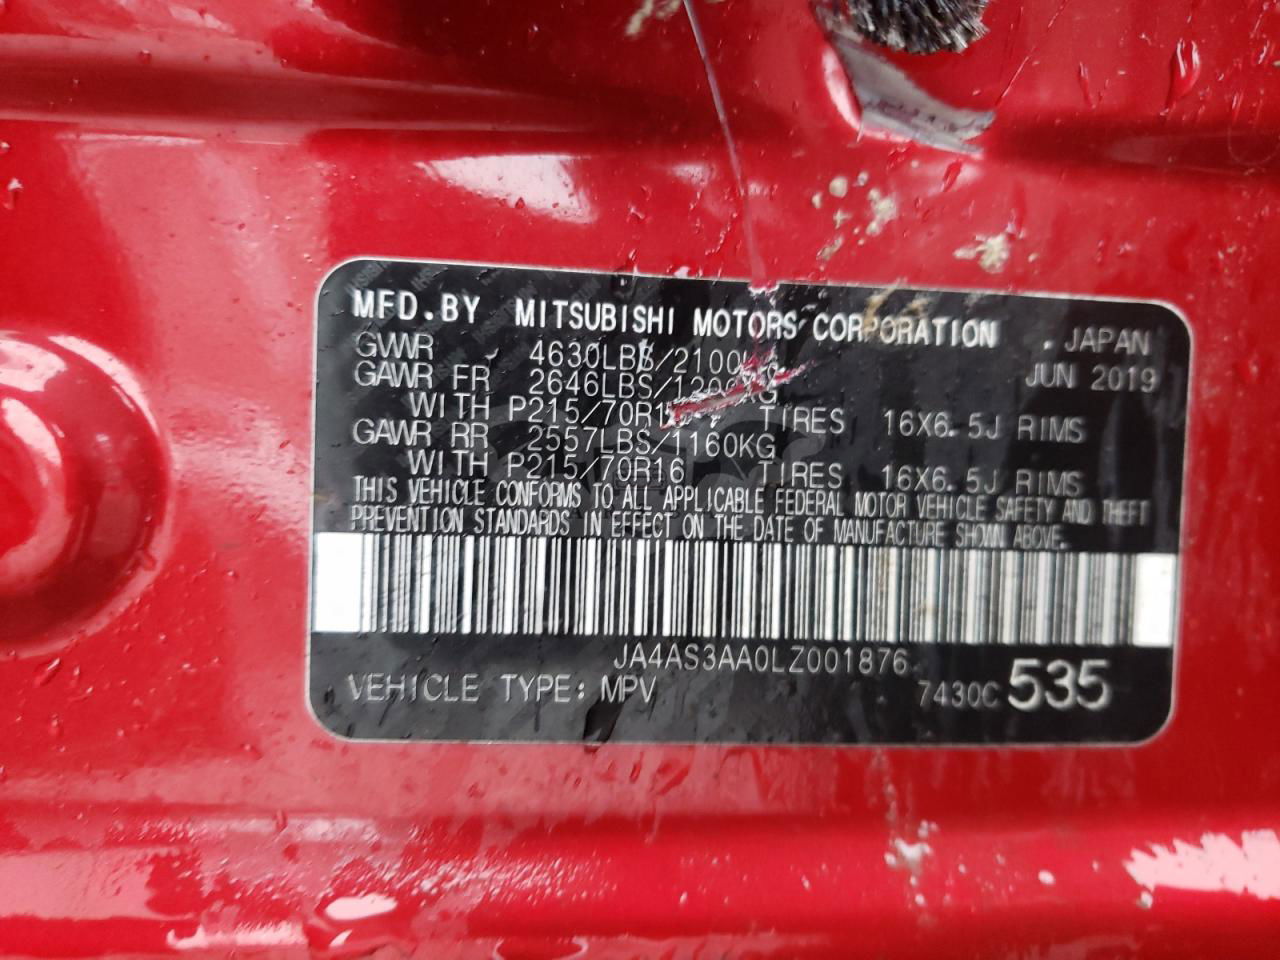 MFD.BY MITSUBISHI MOTORS CORPORATION . JAPAN
GVWR 4630LBS/2100KG JUN 2019
GAWR FR 2646LBS/1200KG
WITH P215/70R16 TIRES 16X6.5J RIMS
GAWR RR 2557LBS/1160KG
WITH P215/70R16 TIRES 16X6.5J RIMS
THIS VEHICLE CONFORMS TO ALL APPLICABLE FEDERAL MOTOR VEHICLE SAFETY AND THEFT
PREVENTION STANDARDS IN EFFECT ON THE DATE OF MANUFACTURE SHOWN ABOVE.
JA4AS3AA0LZ001876
VEHICLE TYPE: MPV 7430C 535